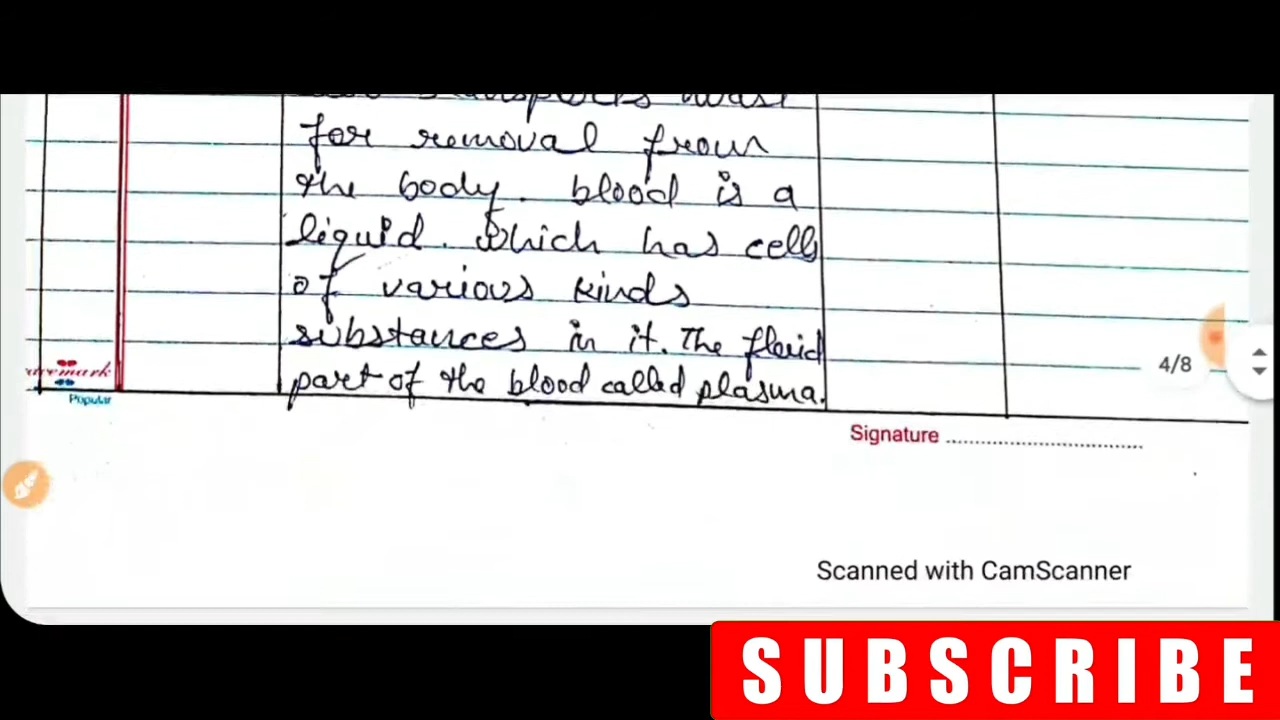 for removal from
the body. blood is a
liquid. Which has cells
of various kinds
substances in it. The fluid
part of the blood called plasma.
4/8
Popular
Signature
Scanned with CamScanner
SUBSCRIBE